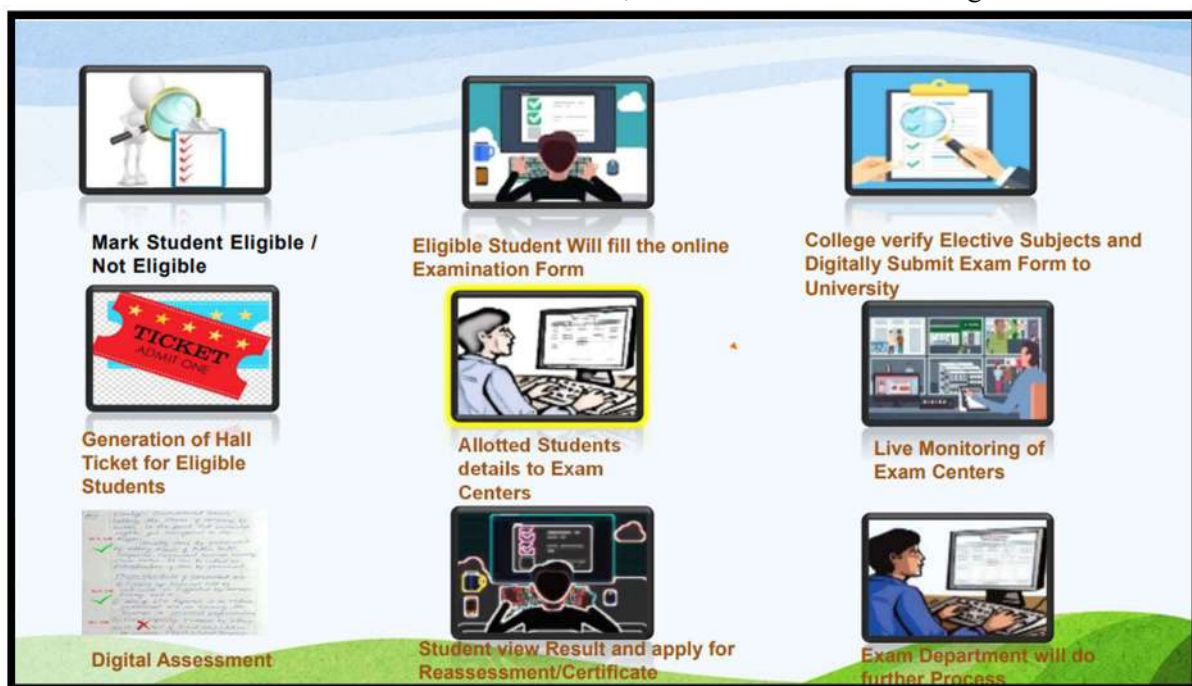 Mark Student Eligible /
Not Eligible
Eligible Student Will fill the online
Examination Form
College verify Elective Subjects and
Digitally Submit Exam Form to
University
TICKET
ADMIT ONE
Generation of Hall
Ticket for Eligible
Students
Allotted Students
details to Exam
Centers
Live Monitoring of
Exam Centers
Digital Assessment
Student view Result and apply for
Reassessment/Certificate
Exam Department will do
further Process